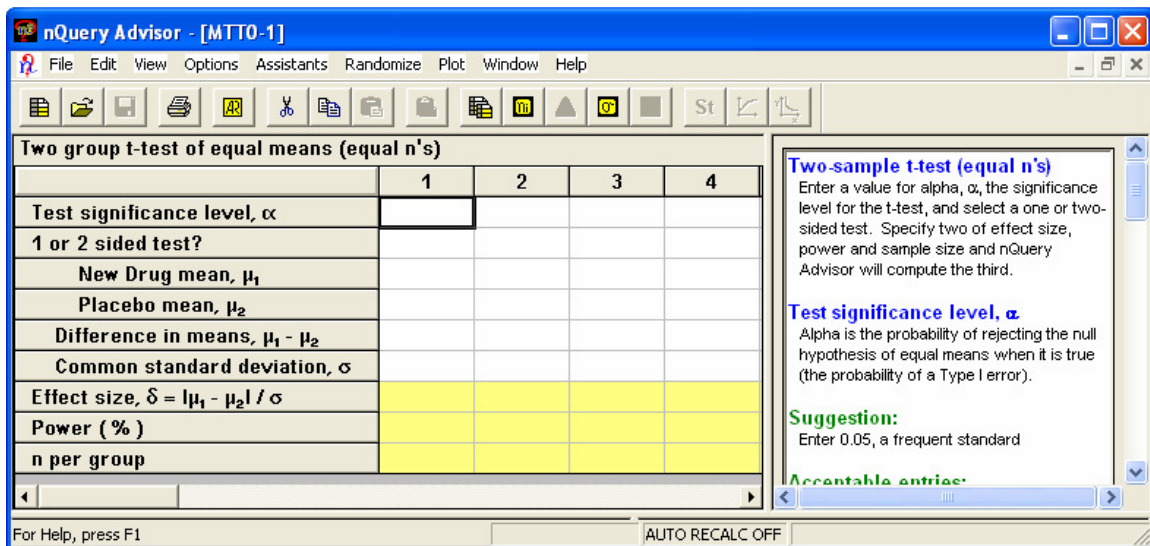 nQuery Advisor - [MTT0-1]
File Edit View Options Assistants Randomize Plot Window Help
St
Two group t-test of equal means (equal n's)
1 2 3 4
Test significance level, α
1 or 2 sided test?
New Drug mean, μ₁
Placebo mean, μ₂
Difference in means, μ₁ - μ₂
Common standard deviation, σ
Effect size, δ = |μ₁ - μ₂| / σ
Power ( % )
n per group
Two-sample t-test (equal n's)
Enter a value for alpha, α, the significance
level for the t-test, and select a one or two-
sided test. Specify two of effect size,
power and sample size and nQuery
Advisor will compute the third.
Test significance level, α
Alpha is the probability of rejecting the null
hypothesis of equal means when it is true
(the probability of a Type I error).
Suggestion:
Enter 0.05, a frequent standard
Acceptable entries:
For Help, press F1
AUTO RECALC OFF